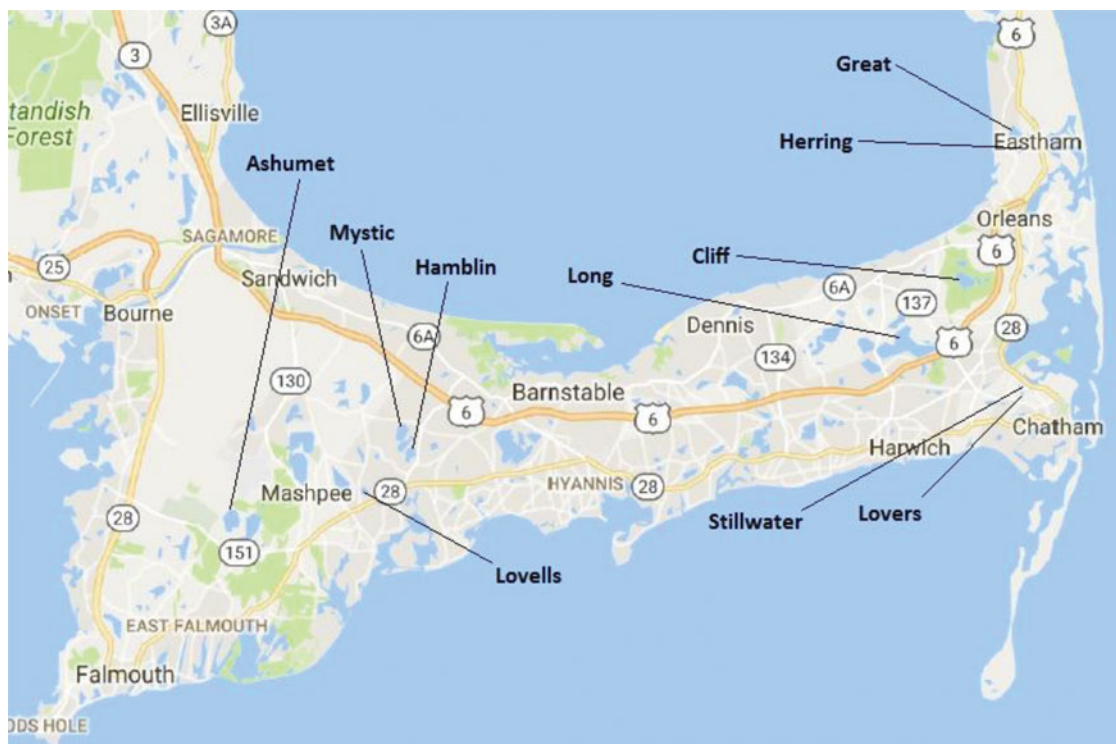 6
3A
3
Great
tandish
Forest
Ellisville
Herring
Eastham
Ashumet
Orleans
Mystic
SAGAMORE
6
Cliff
25
Sandwich
Hamblin
Long
6A
137
ONSET
Bourne
28
Dennis
6A
6
134
130
Barnstable
6
6
Chatham
Harwich
HYANNIS
28
Mashpee
28
Lovers
28
Stillwater
151
Lovells
EAST FALMOUTH
Falmouth
ODS HOLE